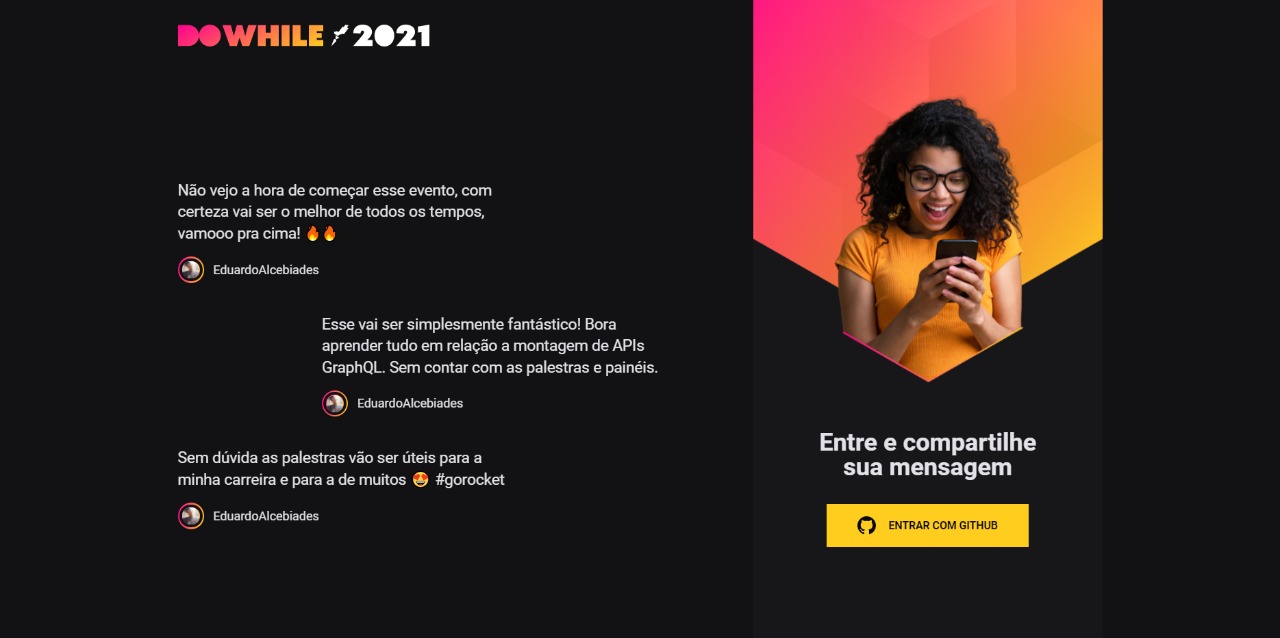 DOWHILE 2021
Não vejo a hora de começar esse evento, com
certeza vai ser o melhor de todos os tempos,
vamooo pra cima! 🔥🔥
EduardoAlcebiades
Esse vai ser simplesmente fantástico! Bora
aprender tudo em relação a montagem de APIs
GraphQL. Sem contar com as palestras e painéis.
EduardoAlcebiades
Sem dúvida as palestras vão ser úteis para a
minha carreira e para a de muitos 😍 #gorocket
EduardoAlcebiades
Entre e compartilhe
sua mensagem
ENTRAR COM GITHUB